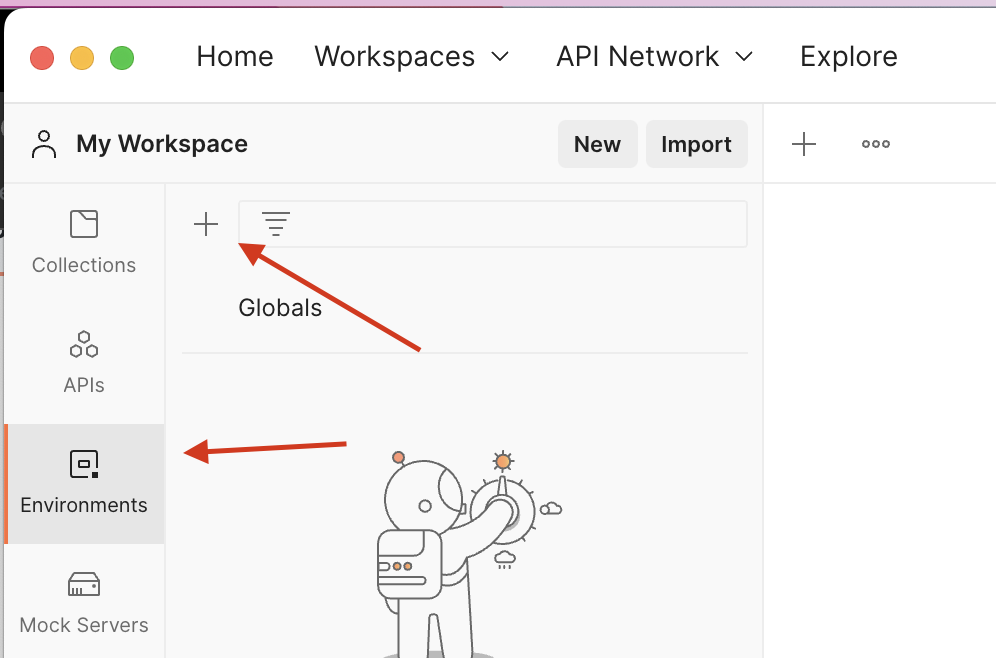 Home Workspaces API Network Explore
My Workspace New Import
Collections
Globals
APIs
Environments
Mock Servers